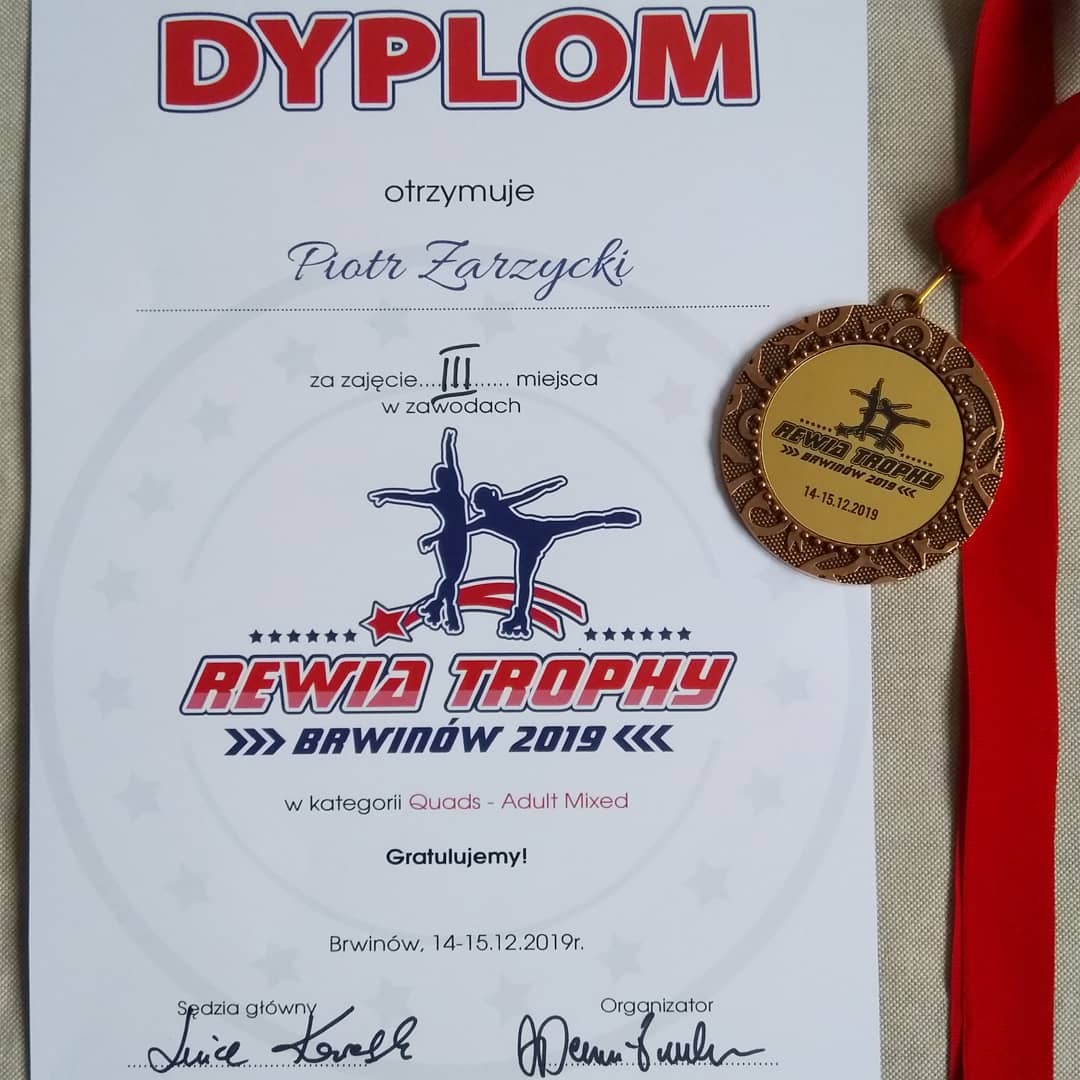 DYPLOM
otrzymuje
Piotr Zarzycki
za zajęcie....III....... miejsca
w zawodach
REWIA TROPHY
>>> BRWINÓW 2019 <<<
w kategorii Quads - Adult Mixed
Gratulujemy!
Brwinów, 14-15.12.2019r.
Sędzia główny
Organizator
REWIA TROPHY
>>> BRWINÓW 2019 <<<
14-15.12.2019